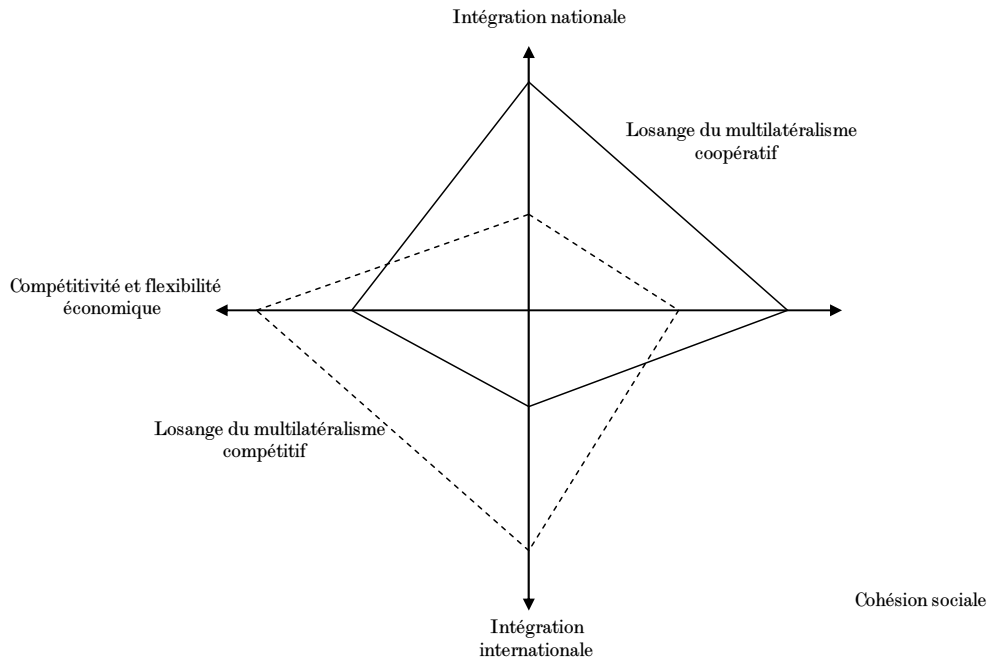 Intégration nationale
Losange du multilatéralisme
coopératif
Compétitivité et flexibilité
économique
Losange du multilatéralisme
compétitif
Cohésion sociale
Intégration
internationale